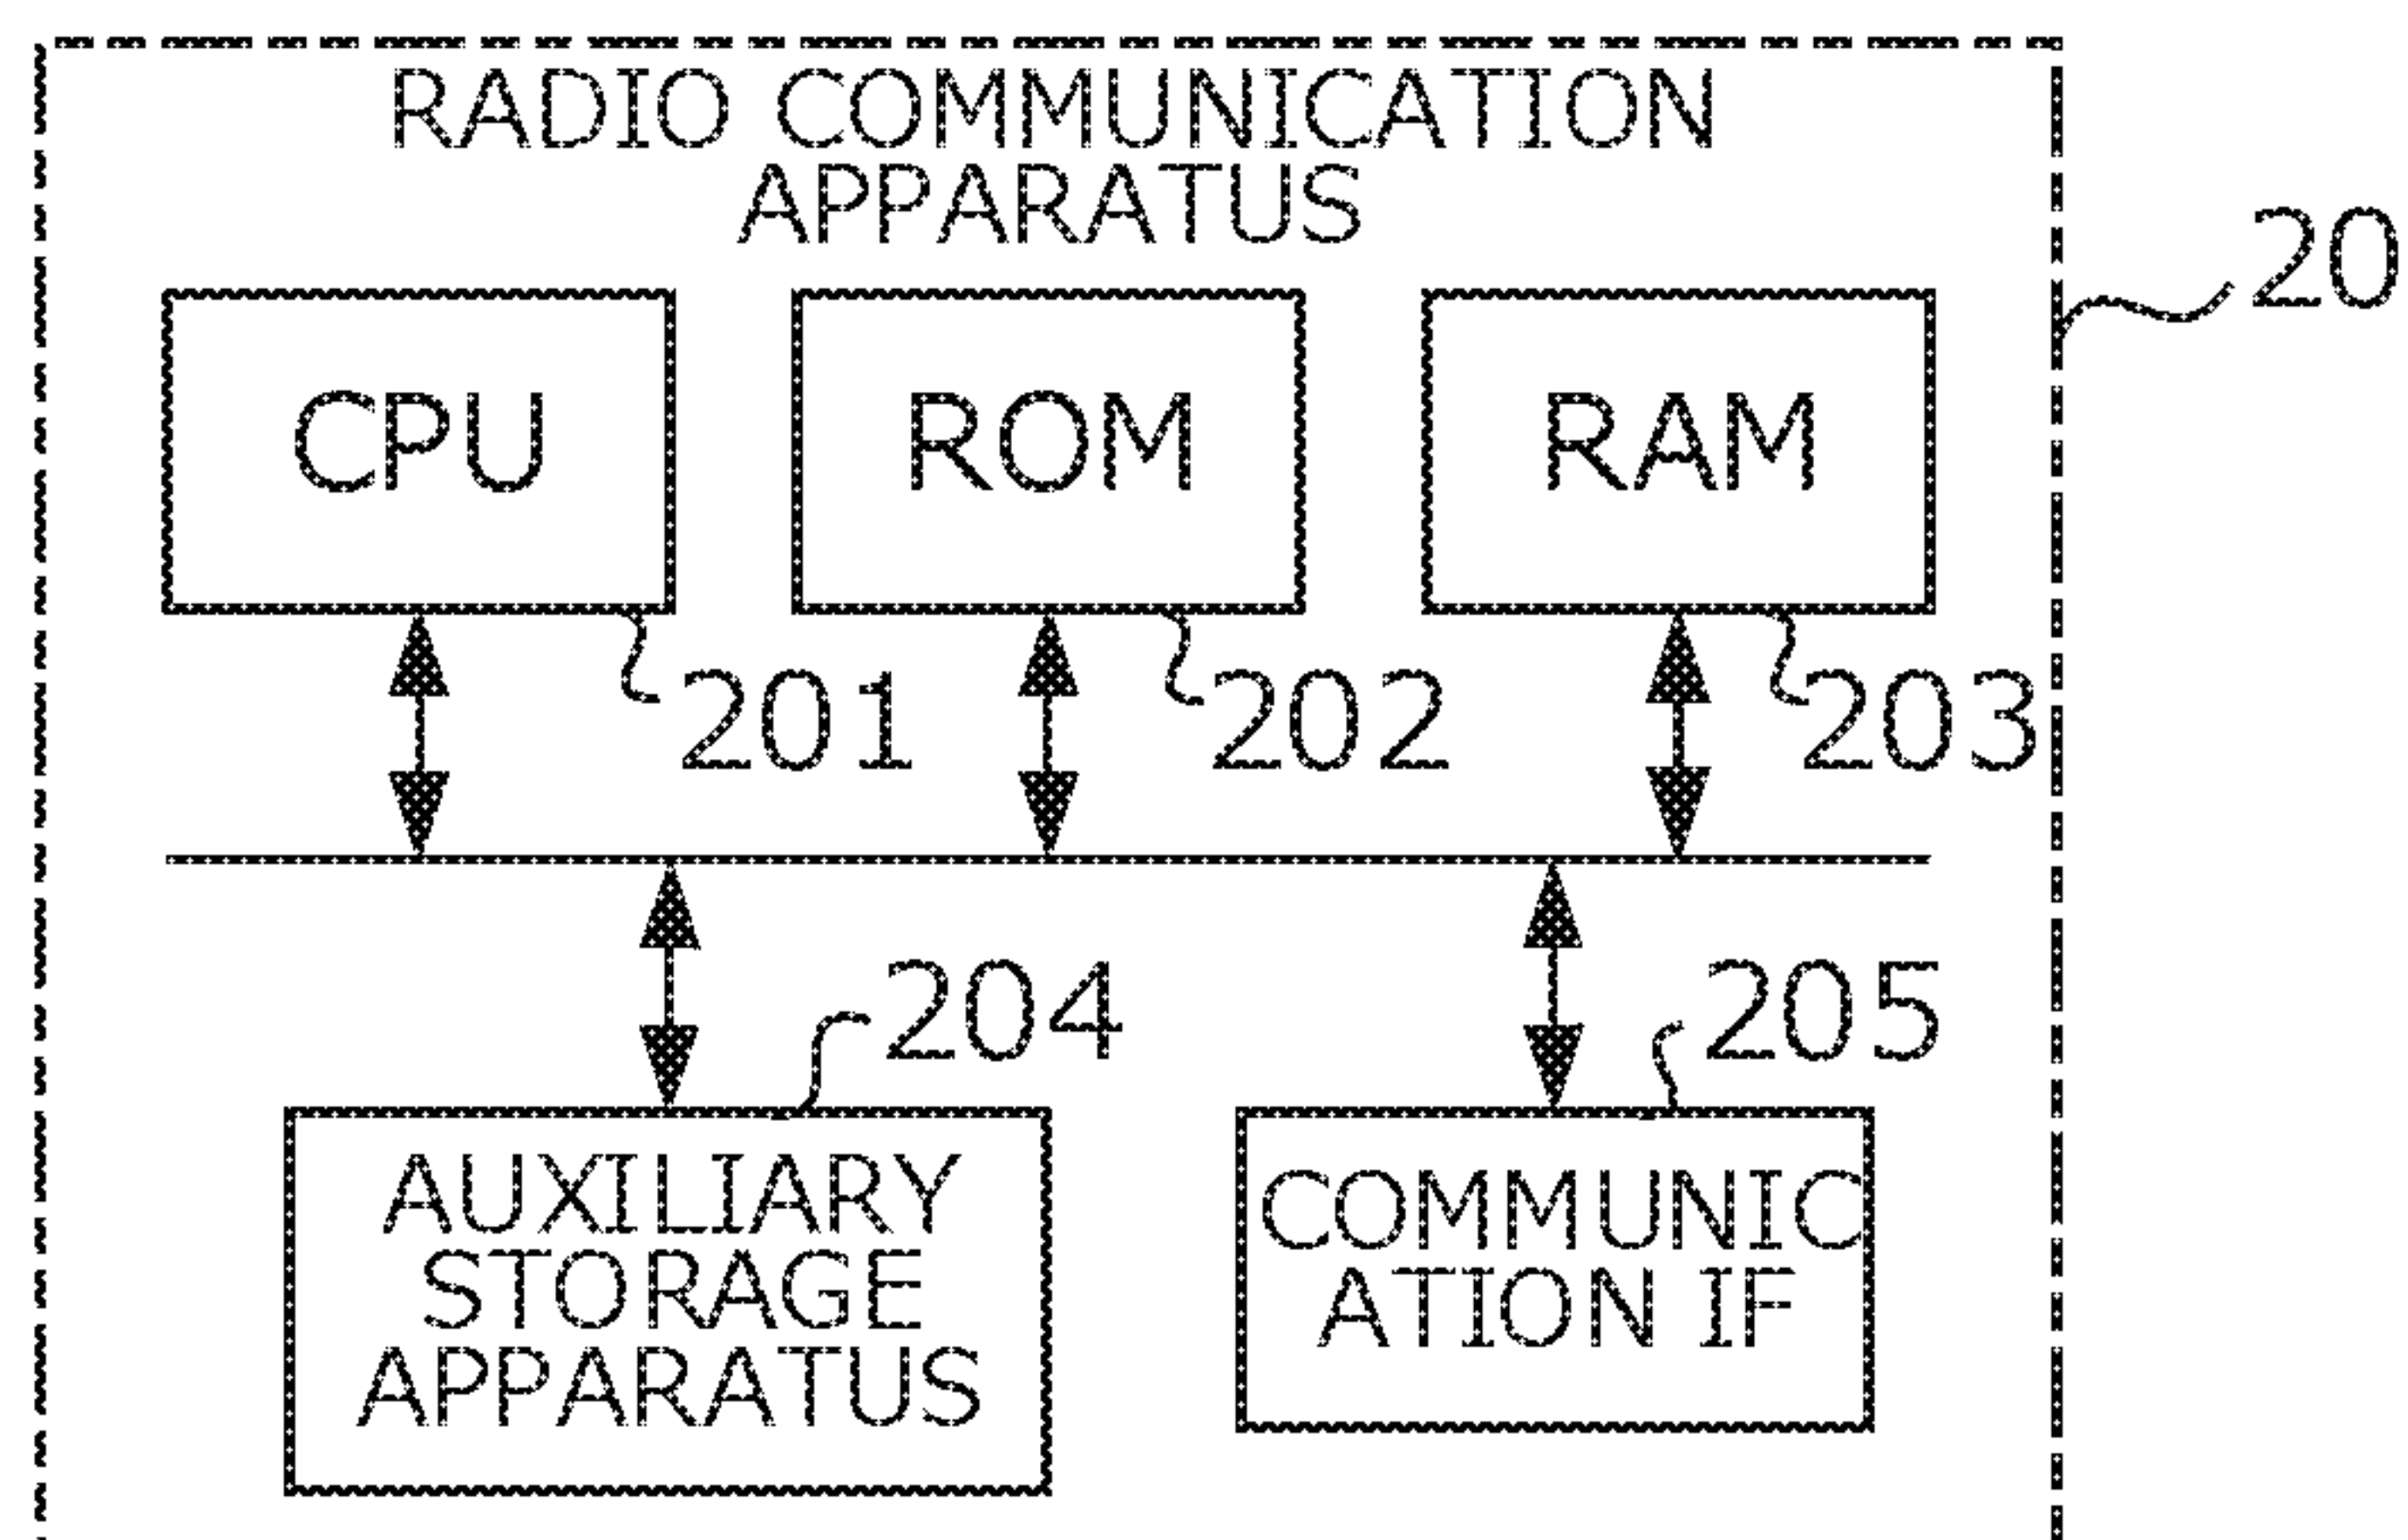 RADIO COMMUNICATION
APPARATUS
20
CPU
ROM
RAM
201
202
203
204
205
AUXILIARY
STORAGE
APPARATUS
COMMUNIC
ATION IF